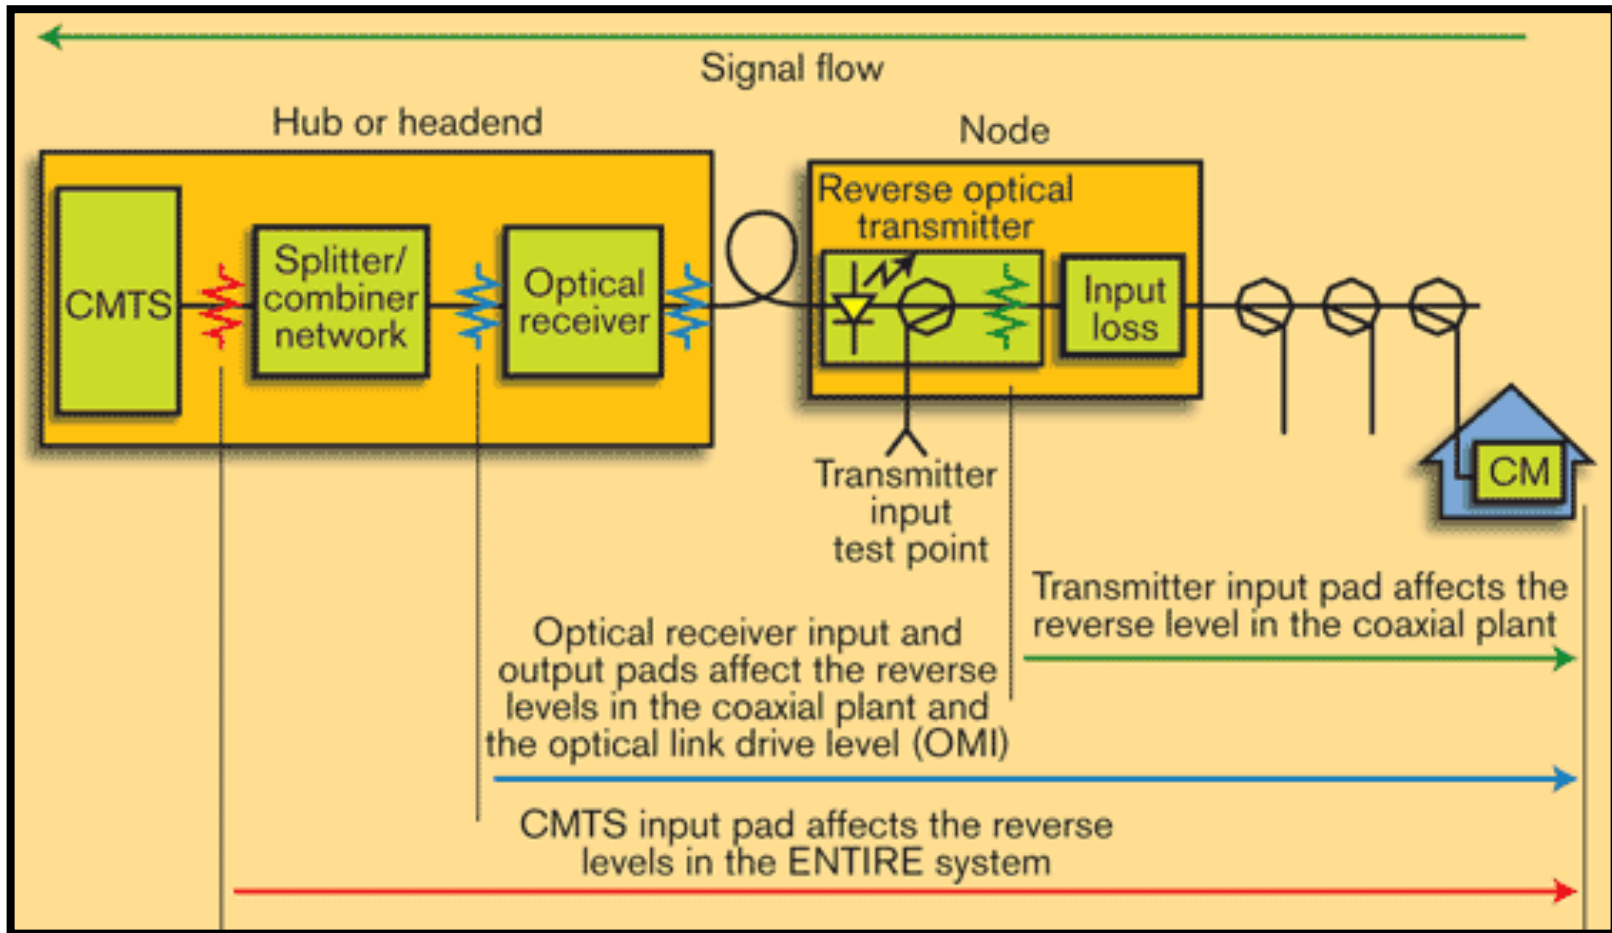 Signal flow
Hub or headend
Node
CMTS
Splitter/
combiner
network
Optical
receiver
Reverse optical
transmitter
Input
loss
Transmitter
input
test point
CM
Transmitter input pad affects the
reverse level in the coaxial plant
Optical receiver input and
output pads affect the reverse
levels in the coaxial plant and
the optical link drive level (OMI)
CMTS input pad affects the reverse
levels in the ENTIRE system